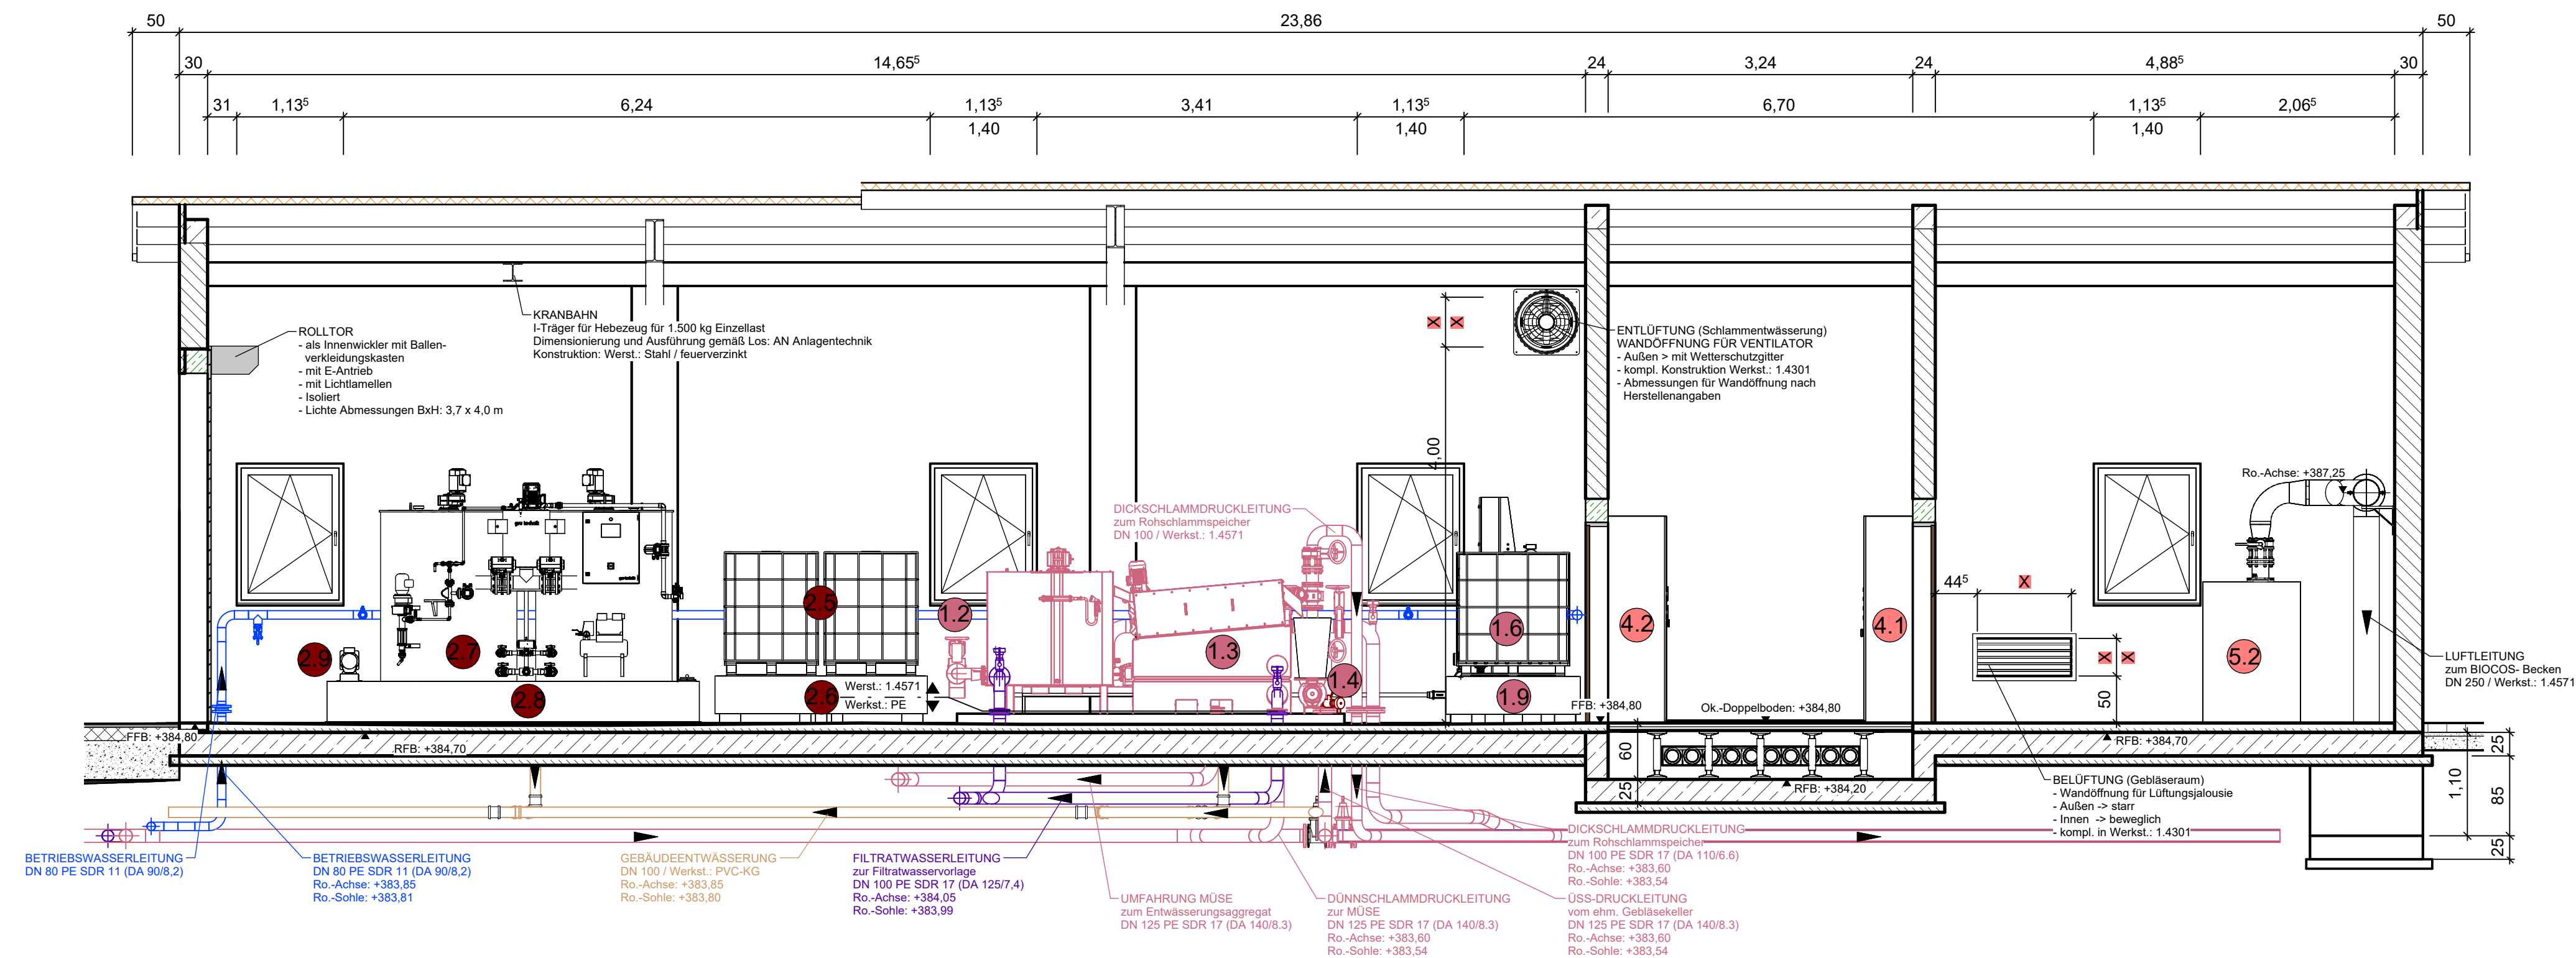 50
23,86
50
30
14,65⁵
24
3,24
24
4,88⁵
30
31
1,13⁵
6,24
1,13⁵
3,41
1,13⁵
6,70
1,13⁵
2,06⁵
1,40
1,40
1,40
ROLLTOR
- als Innenwickler mit Ballen-
verkleidungskasten
- mit E-Antrieb
- mit Lichtlamellen
- Isoliert
- Lichte Abmessungen BxH: 3,7 x 4,0 m
KRANBAHN
I-Träger für Hebezeug für 1.500 kg Einzellast
Dimensionierung und Ausführung gemäß Los: AN Anlagentechnik
Konstruktion: Werst.: Stahl / feuerverzinkt
X X
4,00
ENTLÜFTUNG (Schlammentwässerung)
WANDÖFFNUNG FÜR VENTILATOR
- Außen > mit Wetterschutzgitter
- kompl. Konstruktion Werkst.: 1.4301
- Abmessungen für Wandöffnung nach
Herstellenangaben
Ro.-Achse: +387,25
DICKSCHLAMMDRUCKLEITUNG
zum Rohschlammspeicher
DN 100 / Werkst.: 1.4571
44⁵
X
X X
50
2.9
2.7
2.8
2.5
2.6
1.2
1.3
1.4
1.6
1.9
4.2
4.1
5.2
Werst.: 1.4571
Werkst.: PE
LUFTLEITUNG
zum BIOCOS- Becken
DN 250 / Werkst.: 1.4571
FFB: +384,80
RFB: +384,70
FFB: +384,80
Ok.-Doppelboden: +384,80
RFB: +384,70
60
25
RFB: +384,20
25
1,10
85
25
BELÜFTUNG (Gebläseraum)
- Wandöffnung für Lüftungsjalousie
- Außen -> starr
- Innen -> beweglich
- kompl. in Werkst.: 1.4301
BETRIEBSWASSERLEITUNG
DN 80 PE SDR 11 (DA 90/8,2)
BETRIEBSWASSERLEITUNG
DN 80 PE SDR 11 (DA 90/8,2)
Ro.-Achse: +383,85
Ro.-Sohle: +383,81
GEBÄUDEENTWÄSSERUNG
DN 100 / Werkst.: PVC-KG
Ro.-Achse: +383,85
Ro.-Sohle: +383,80
FILTRATWASSERLEITUNG
zur Filtratwasservorlage
DN 100 PE SDR 17 (DA 125/7,4)
Ro.-Achse: +384,05
Ro.-Sohle: +383,99
UMFAHRUNG MÜSE
zum Entwässerungsaggregat
DN 125 PE SDR 17 (DA 140/8.3)
DÜNNSCHLAMMDRUCKLEITUNG
zur MÜSE
DN 125 PE SDR 17 (DA 140/8.3)
Ro.-Achse: +383,60
Ro.-Sohle: +383,54
DICKSCHLAMMDRUCKLEITUNG
zum Rohschlammspeicher
DN 100 PE SDR 17 (DA 110/6.6)
Ro.-Achse: +383,60
Ro.-Sohle: +383,54
ÜSS-DRUCKLEITUNG
vom ehm. Gebläsekeller
DN 125 PE SDR 17 (DA 140/8.3)
Ro.-Achse: +383,60
Ro.-Sohle: +383,54